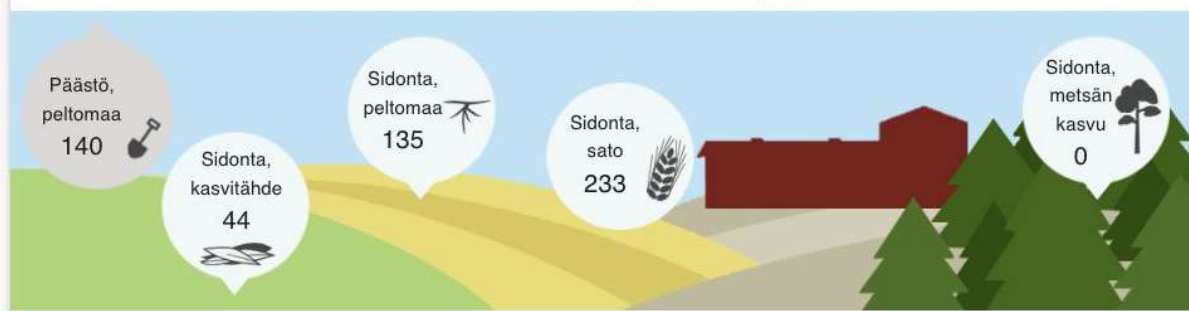 Päästö,
peltomaa
140
Sidonta,
kasvitähde
44
Sidonta,
peltomaa
135
Sidonta,
sato
233
Sidonta,
metsän
kasvu
0